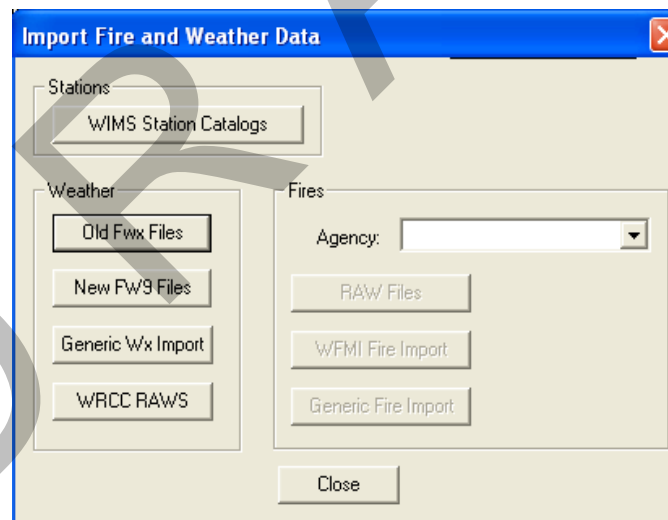 Import Fire and Weather Data
Stations
WIMS Station Catalogs
Weather
Old Fwx Files
New FW9 Files
Generic Wx Import
WRCC RAWS
Fires
Agency:
RAW Files
WFMI Fire Import
Generic Fire Import
Close